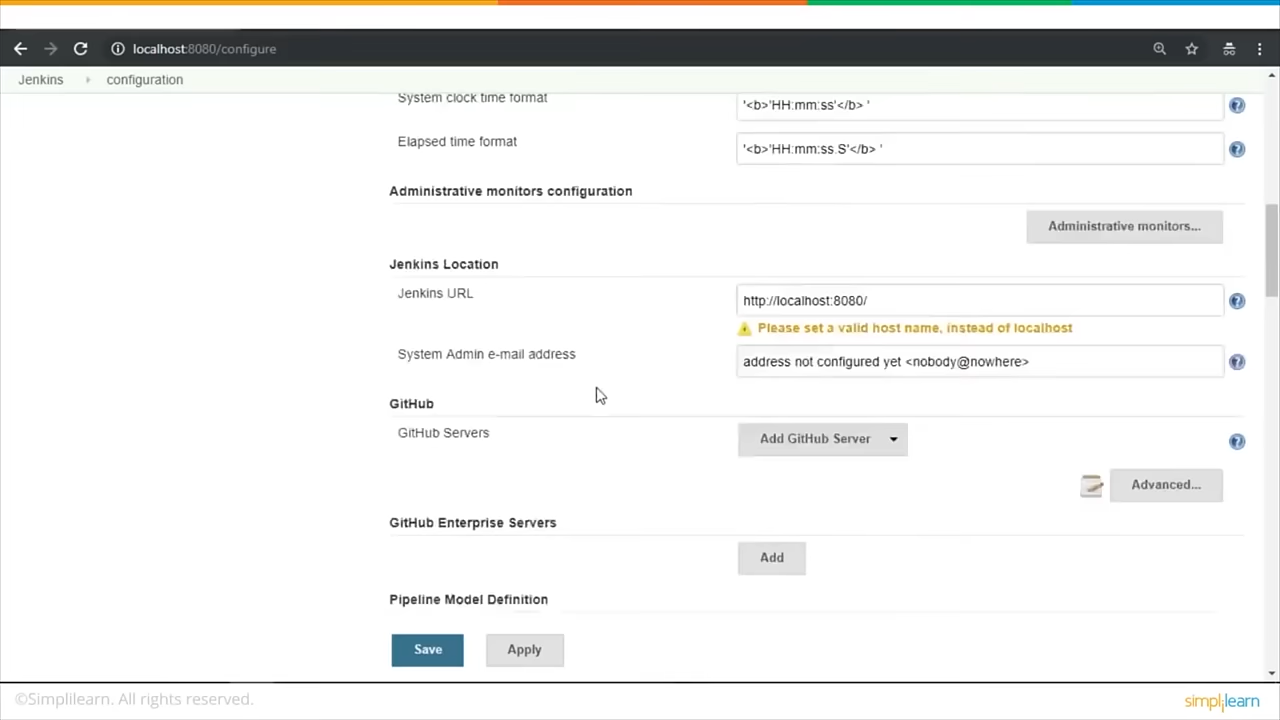 localhost:8080/configure
Jenkins configuration
System clock time format '<b>'HH:mm:ss'</b> '
Elapsed time format '<b>'HH:mm:ss.S'</b> '
Administrative monitors configuration
Administrative monitors...
Jenkins Location
Jenkins URL http://localhost:8080/
Please set a valid host name, instead of localhost
System Admin e-mail address address not configured yet <nobody@nowhere>
GitHub
GitHub Servers Add GitHub Server
Advanced...
GitHub Enterprise Servers
Add
Pipeline Model Definition
Save Apply
©Simplilearn. All rights reserved. simplilearn